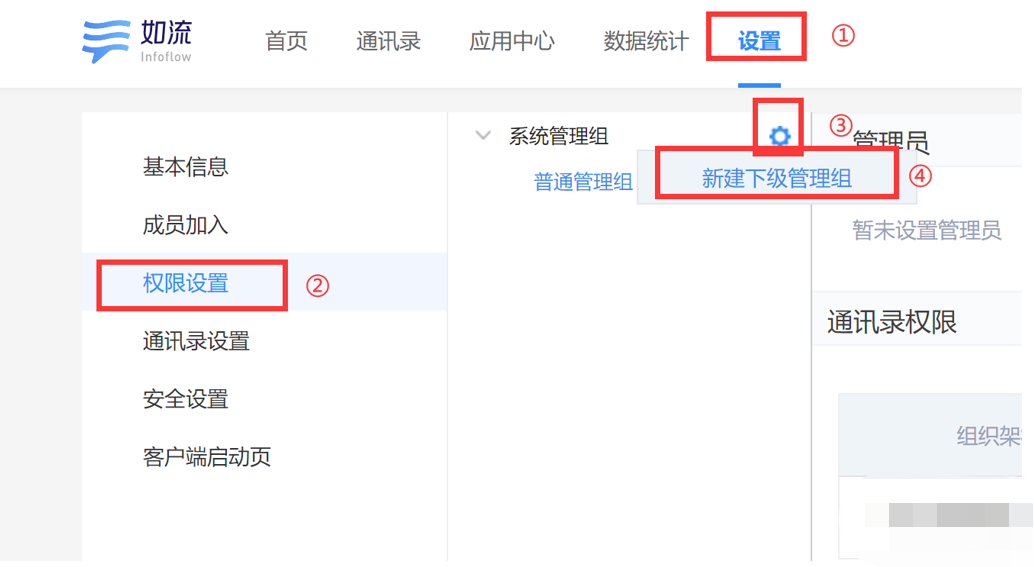 如流
Infoflow
首页 通讯录 应用中心 数据统计 设置 ①
基本信息
成员加入
权限设置 ②
通讯录设置
安全设置
客户端启动页
系统管理组 ③
普通管理组 新建下级管理组 ④
管理员
暂未设置管理员
通讯录权限
组织架